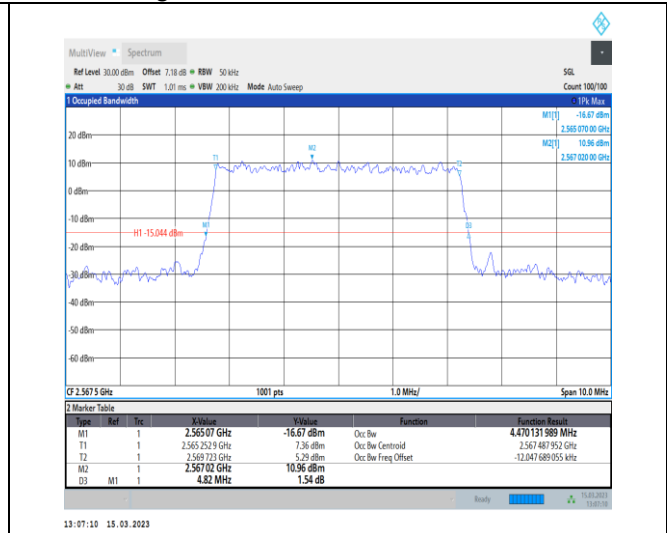 MultiView Spectrum
Ref Level 30.00 dBm Offset 7.18 dB RBW 50 kHz SGL
Att 30 dB SWT 1.01 ms VBW 200 kHz Mode Auto Sweep Count 100/100
1 Occupied Bandwidth 1Pk Max
M1[1] -16.67 dBm
2.565 070 00 GHz
M2[1] 10.96 dBm
2.567 020 00 GHz
20 dBm
M2
T1 T2
10 dBm
0 dBm
-10 dBm
M1 D3
H1 -15.044 dBm
-20 dBm
-30 dBm
-40 dBm
-50 dBm
-60 dBm
CF 2.567 5 GHz 1001 pts 1.0 MHz/ Span 10.0 MHz
2 Marker Table
Type Ref Trc X-Value Y-Value Function Function Result
M1 1 2.565 07 GHz -16.67 dBm Occ Bw 4.470 131 989 MHz
T1 1 2.565 252 9 GHz 7.36 dBm Occ Bw Centroid 2.567 487 952 GHz
T2 1 2.569 723 GHz 5.29 dBm Occ Bw Freq Offset -12.047 689 055 kHz
M2 1 2.567 02 GHz 10.96 dBm
D3 M1 1 4.82 MHz 1.54 dB
Ready 15.03.2023
13:07:10 15.03.2023